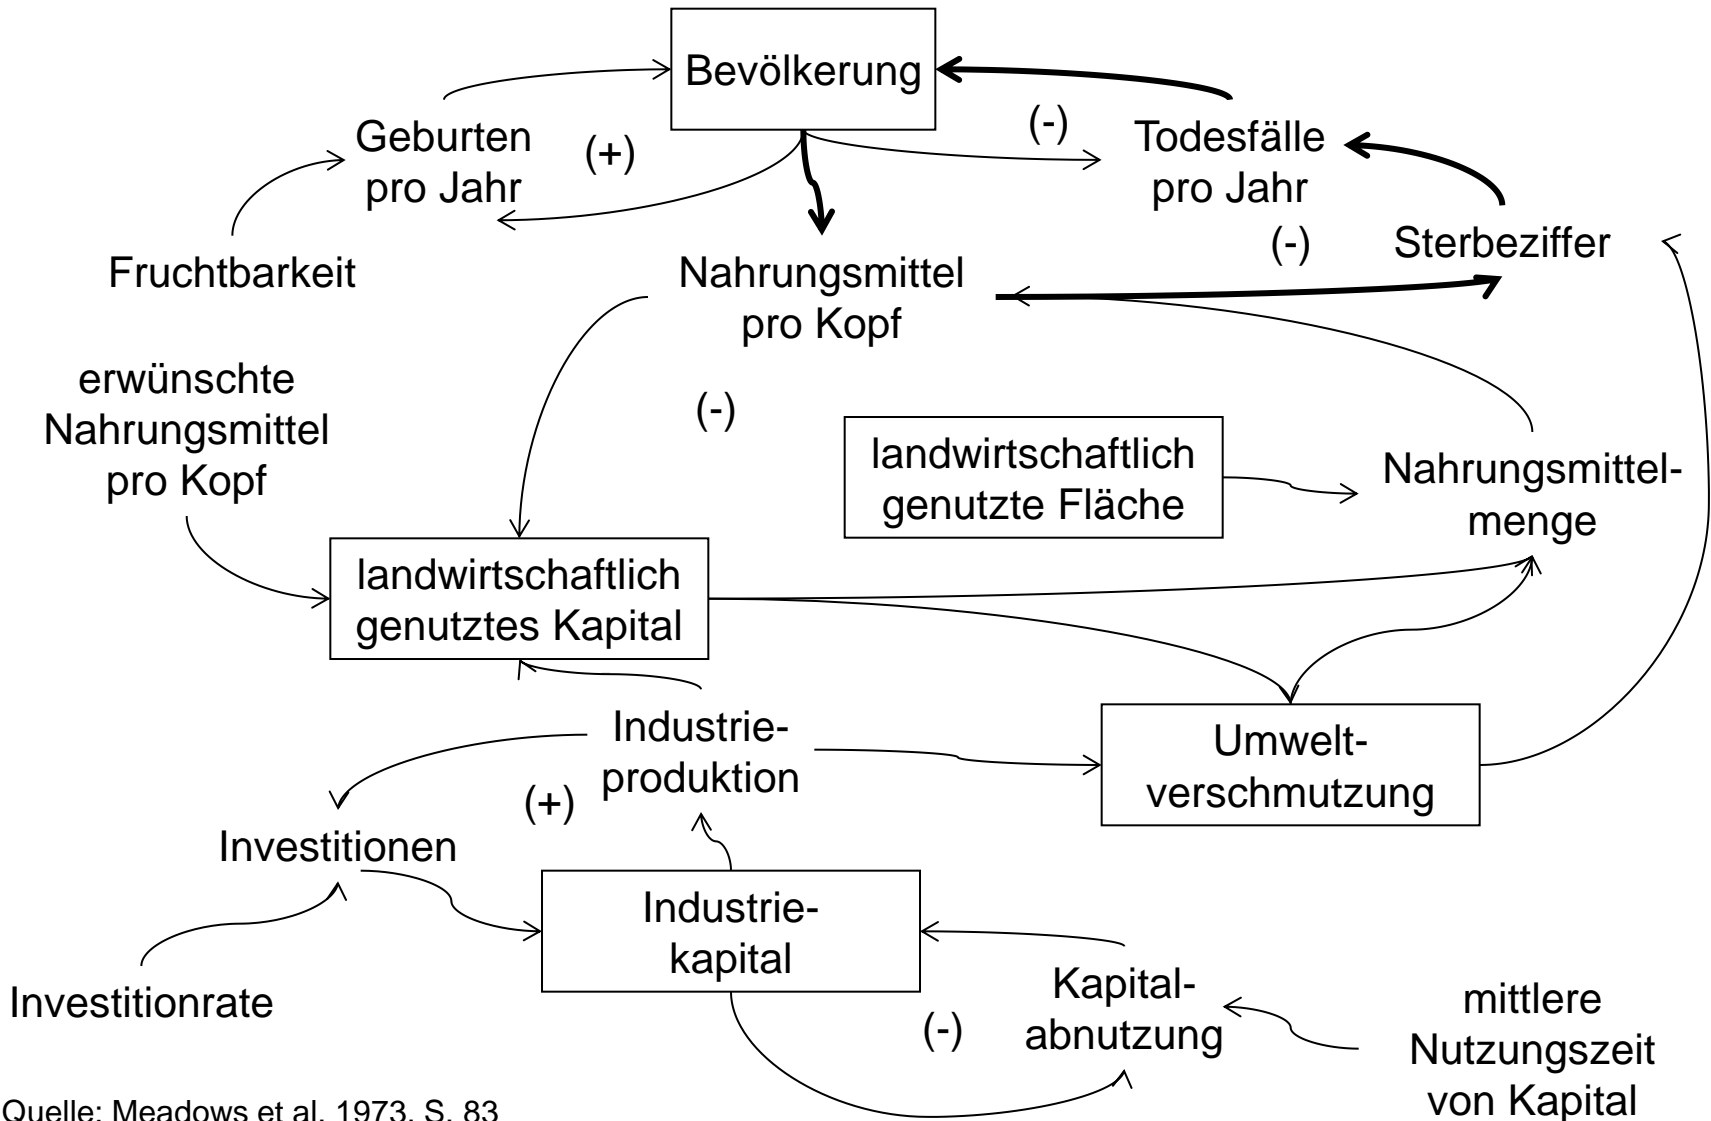 Bevölkerung
Geburten
pro Jahr
(+)
(-)
Todesfälle
pro Jahr
Fruchtbarkeit
Nahrungsmittel
pro Kopf
(-)
Sterbeziffer
erwünschte
Nahrungsmittel
pro Kopf
(-)
landwirtschaftlich
genutzte Fläche
Nahrungsmittel-
menge
landwirtschaftlich
genutztes Kapital
Industrie-
produktion
Umwelt-
verschmutzung
(+)
Investitionen
Industrie-
kapital
Investitionrate
(-)
Kapital-
abnutzung
mittlere
Nutzungszeit
von Kapital
Quelle: Meadows et al. 1973, S. 83